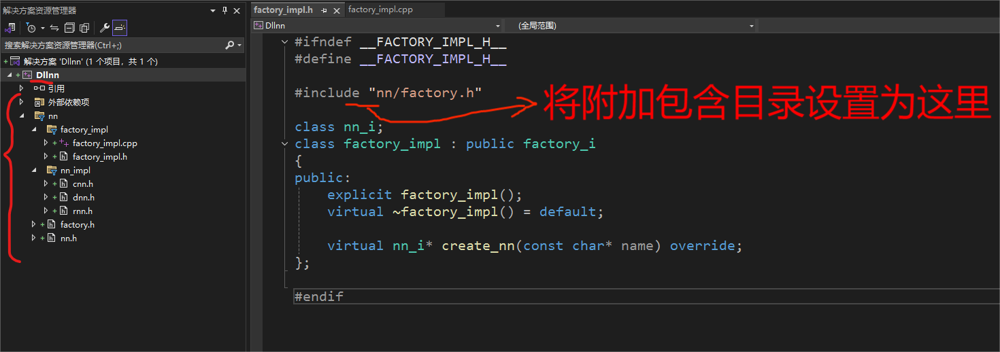 解决方案资源管理器
搜索解决方案资源管理器(Ctrl+;)
解决方案 'Dllnn' (1 个项目，共 1 个)
Dllnn
引用
外部依赖项
nn
factory_impl
factory_impl.cpp
factory_impl.h
nn_impl
cnn.h
dnn.h
rnn.h
factory.h
nn.h
factory_impl.h factory_impl.cpp
Dllnn (全局范围)
#ifndef __FACTORY_IMPL_H__
#define __FACTORY_IMPL_H__
#include "nn/factory.h"
将附加包含目录设置为这里
class nn_i;
class factory_impl : public factory_i
{
public:
explicit factory_impl();
virtual ~factory_impl() = default;
virtual nn_i* create_nn(const char* name) override;
};
#endif